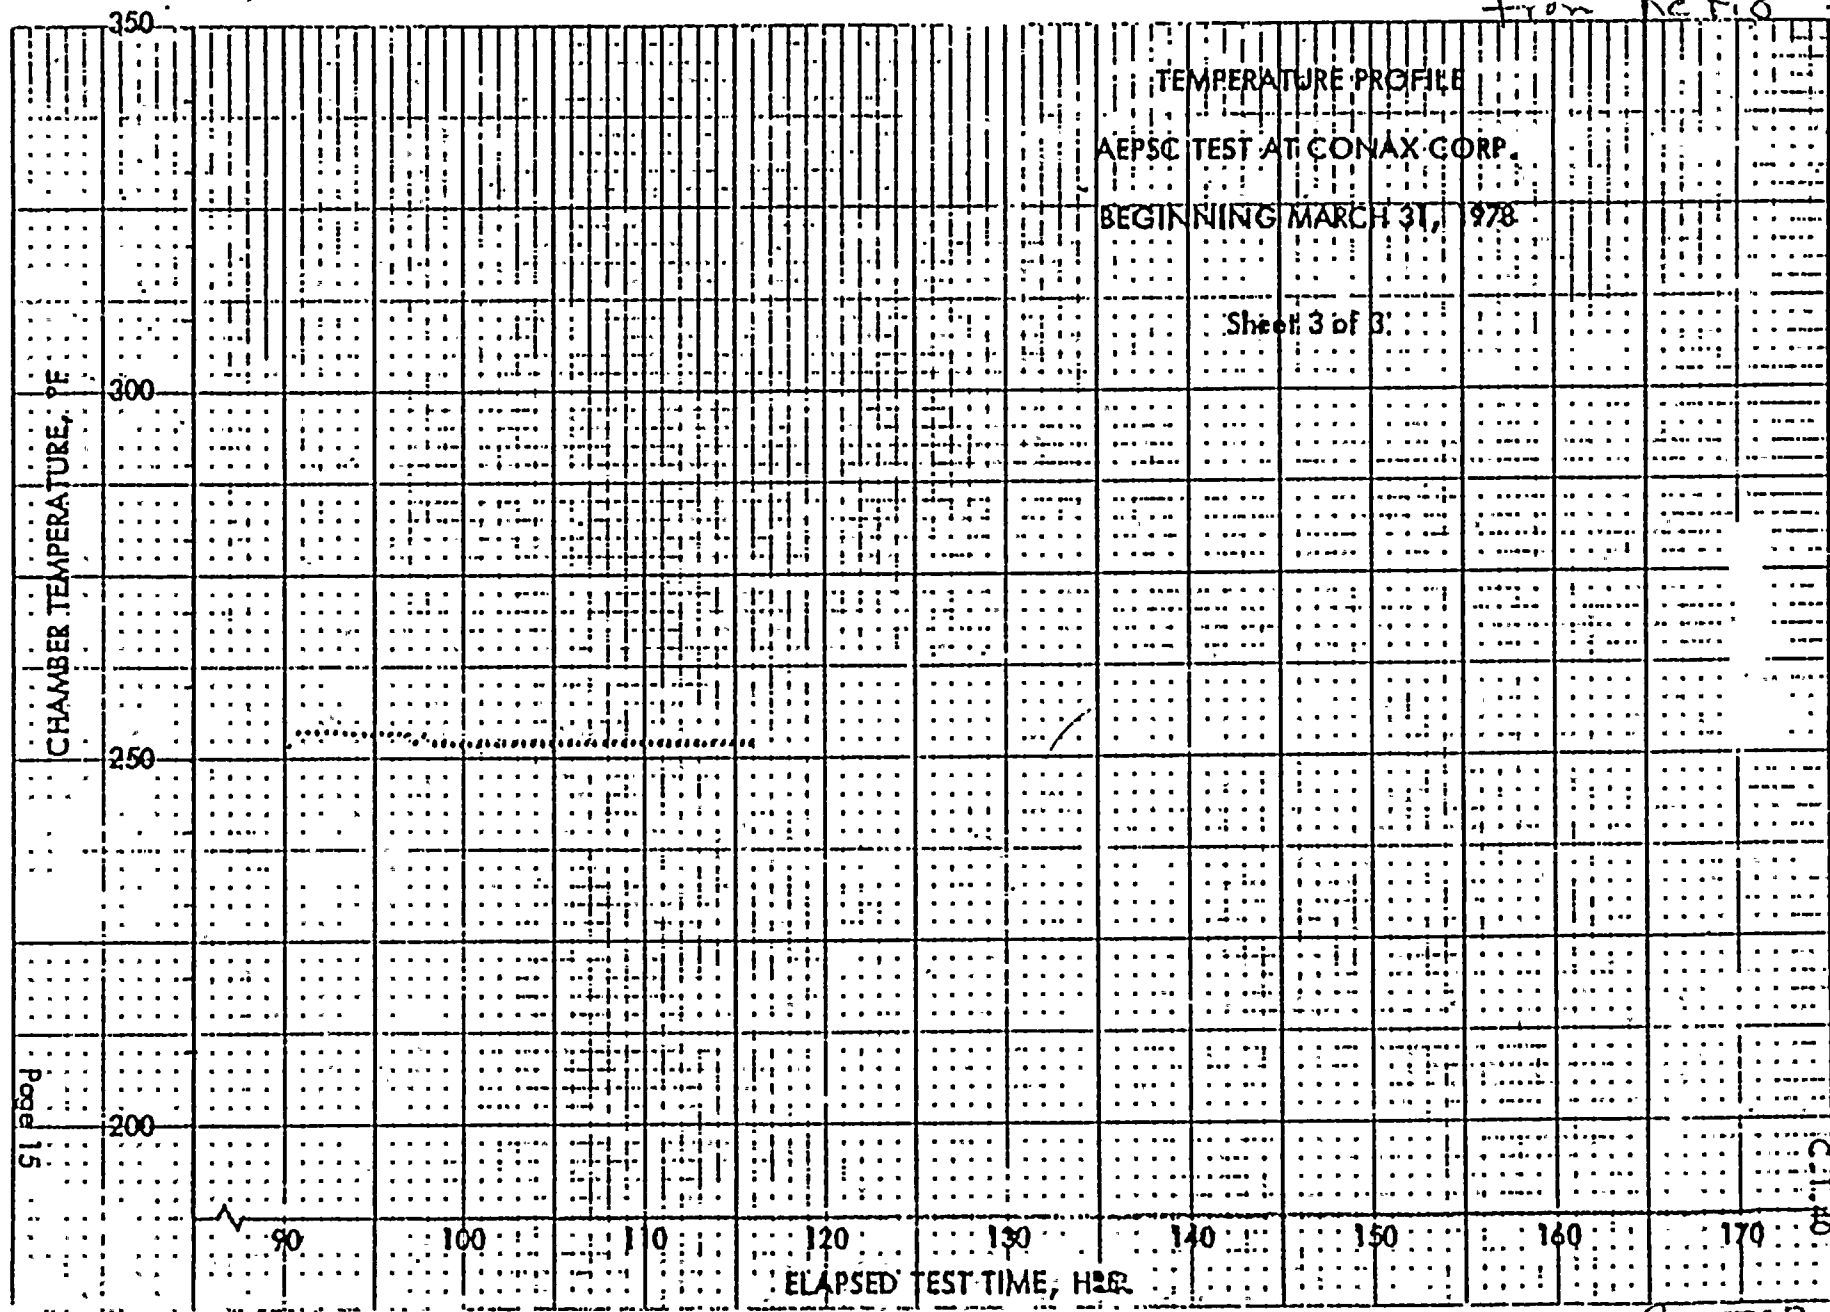 from
TEMPERATURE PROFILE
AEPSC TEST AT CONAX CORP.
BEGINNING MARCH 31, 1978
Sheet 3 of 3
CHAMBER TEMPERATURE, °F
350
300
250
200
90 100 110 120 130 140 150 160 170
ELAPSED TEST TIME,
Page 15